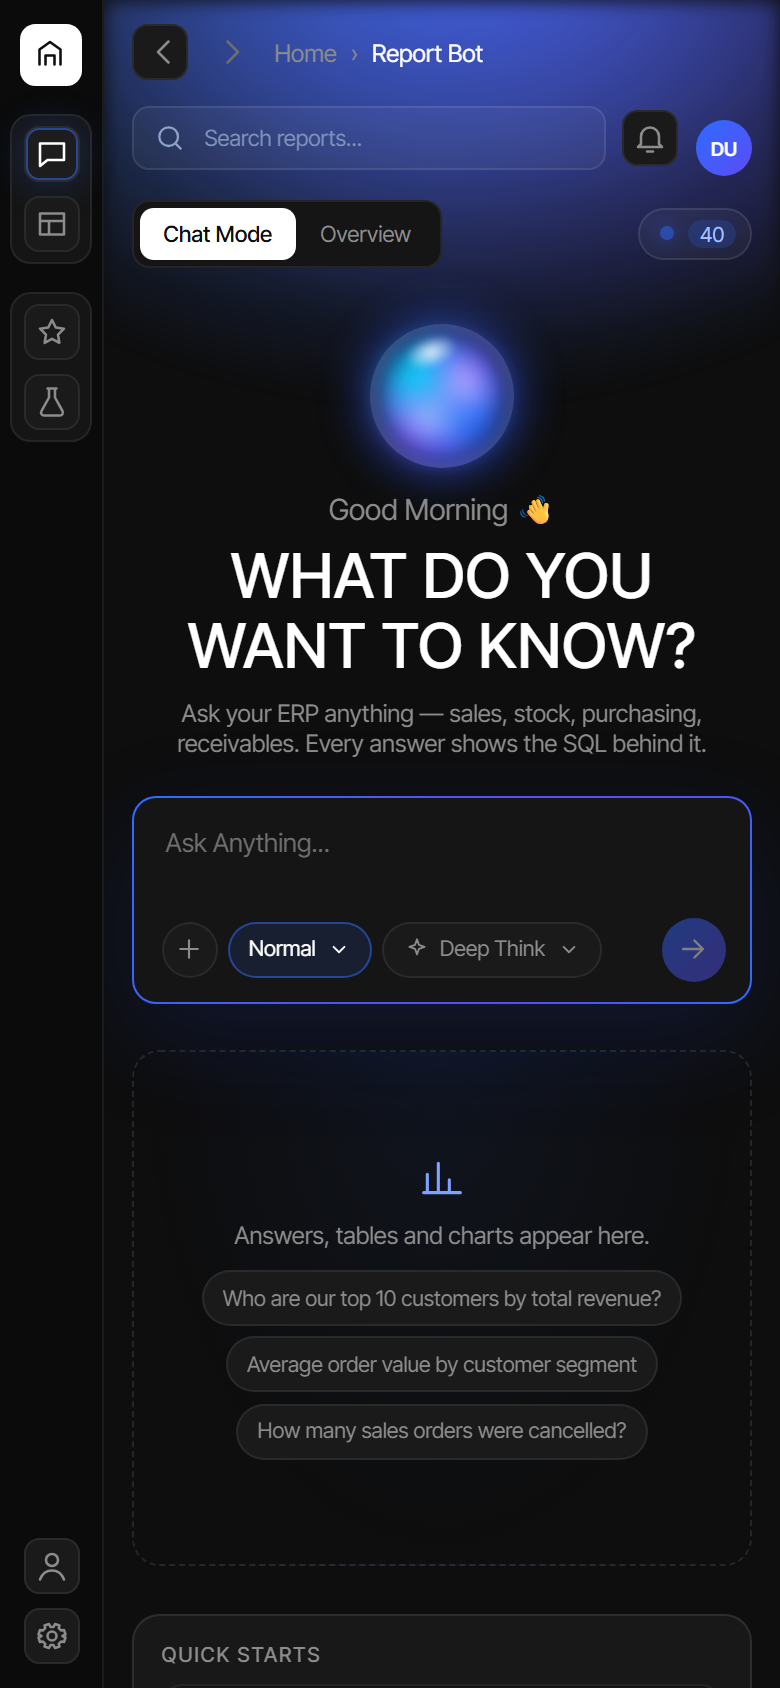 Home › Report Bot
Search reports...
DU
Chat Mode
Overview
40
Good Morning 👋
WHAT DO YOU
WANT TO KNOW?
Ask your ERP anything — sales, stock, purchasing,
receivables. Every answer shows the SQL behind it.
Ask Anything...
Normal
Deep Think
Answers, tables and charts appear here.
Who are our top 10 customers by total revenue?
Average order value by customer segment
How many sales orders were cancelled?
QUICK STARTS